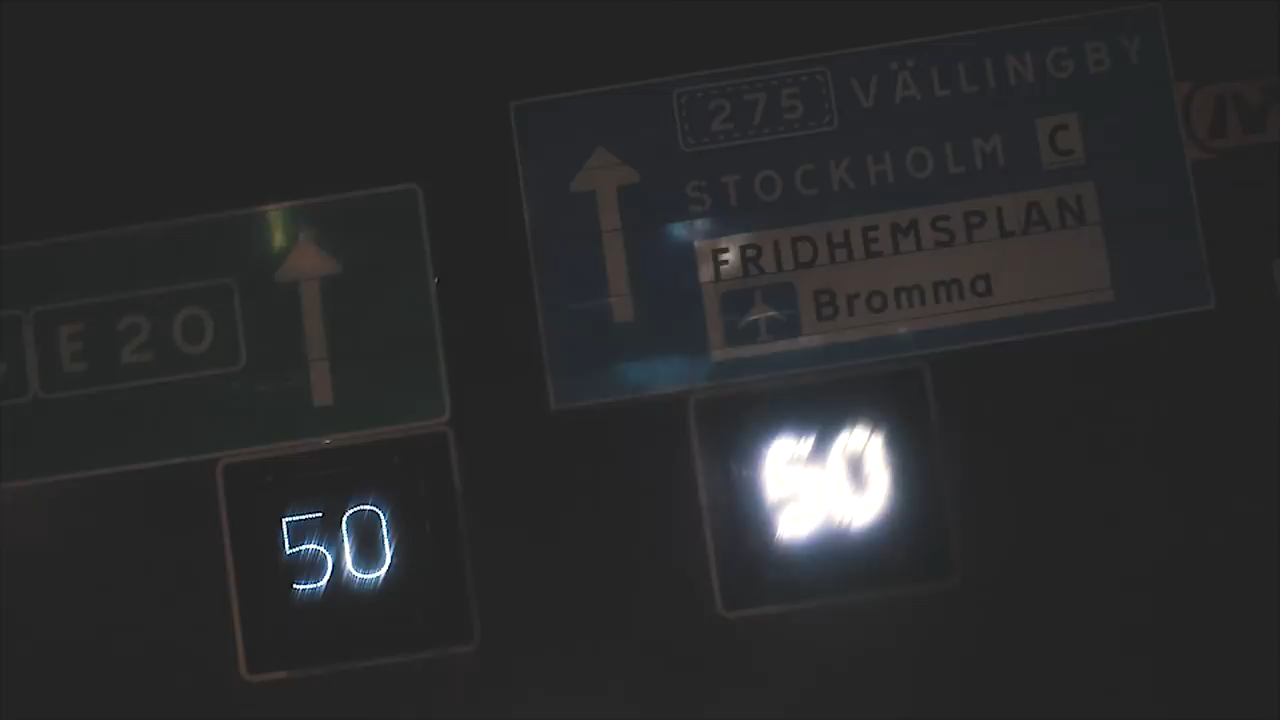 E20
50
275 VÄLLINGBY
STOCKHOLM C
FRIDHEMSPLAN
Bromma
50